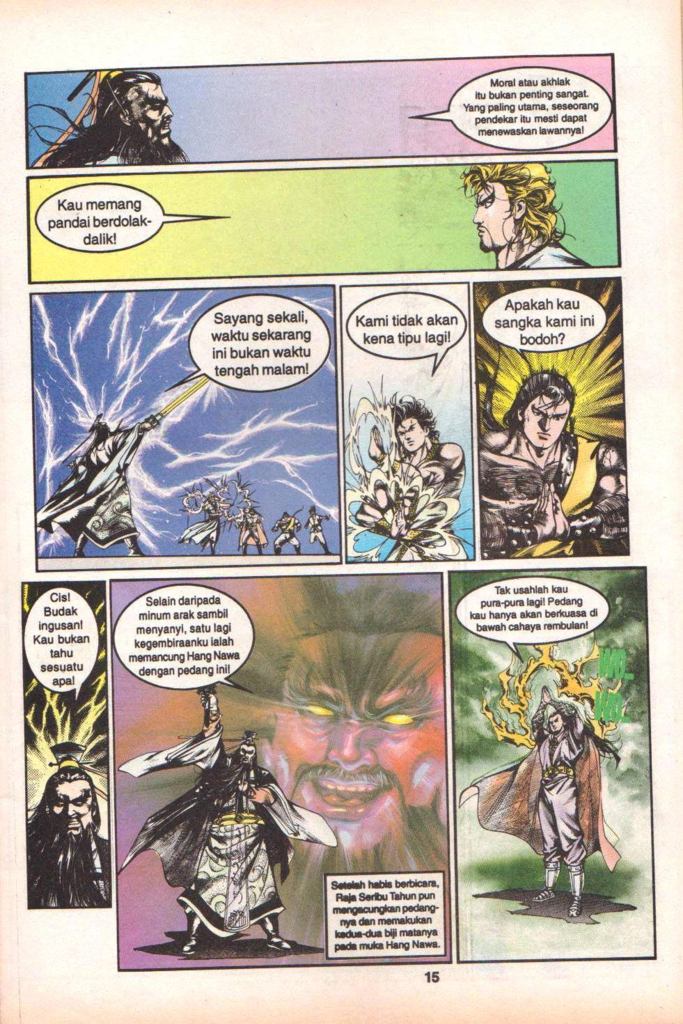 Moral atau akhlak
itu bukan penting sangat.
Yang paling utama, seseorang
pendekar itu mesti dapat
menewaskan lawannya!
Kau memang
pandai berdolak-
dalik!
Sayang sekali,
waktu sekarang
ini bukan waktu
tengah malam!
Kami tidak akan
kena tipu lagi!
Apakah kau
sangka kami ini
bodoh?
Cis!
Budak
ingusan!
Kau bukan
tahu
sesuatu
apa!
Selain daripada
minum arak sambil
menyanyi, satu lagi
kegembiraanku ialah
memancung Hang Nawa
dengan pedang ini!
Setelah habis berbicara,
Raja Seribu Tahun pun
mengacungkan pedang-
nya dan menemukan
kedua-dua biji matanya
pada muka Hang Nawa.
Tak usahlah kau
pura-pura lagi! Pedang
kau hanya akan berkuasa di
bawah cahaya rembulan!
15